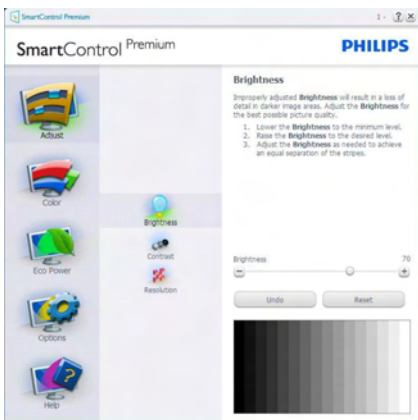 SmartControl Premium
1 -
?
SmartControl Premium
PHILIPS
Adjust
Color
Eco Power
Options
Help
Brightness
Contrast
Resolution
Brightness
Improperly adjusted Brightness will result in a loss of
detail in darker image areas. Adjust the Brightness for
the best possible picture quality.
1. Lower the Brightness to the minimum level.
2. Raise the Brightness to the desired level.
3. Adjust the Brightness as needed to achieve
an equal separation of the stripes.
Brightness 70
Undo Reset